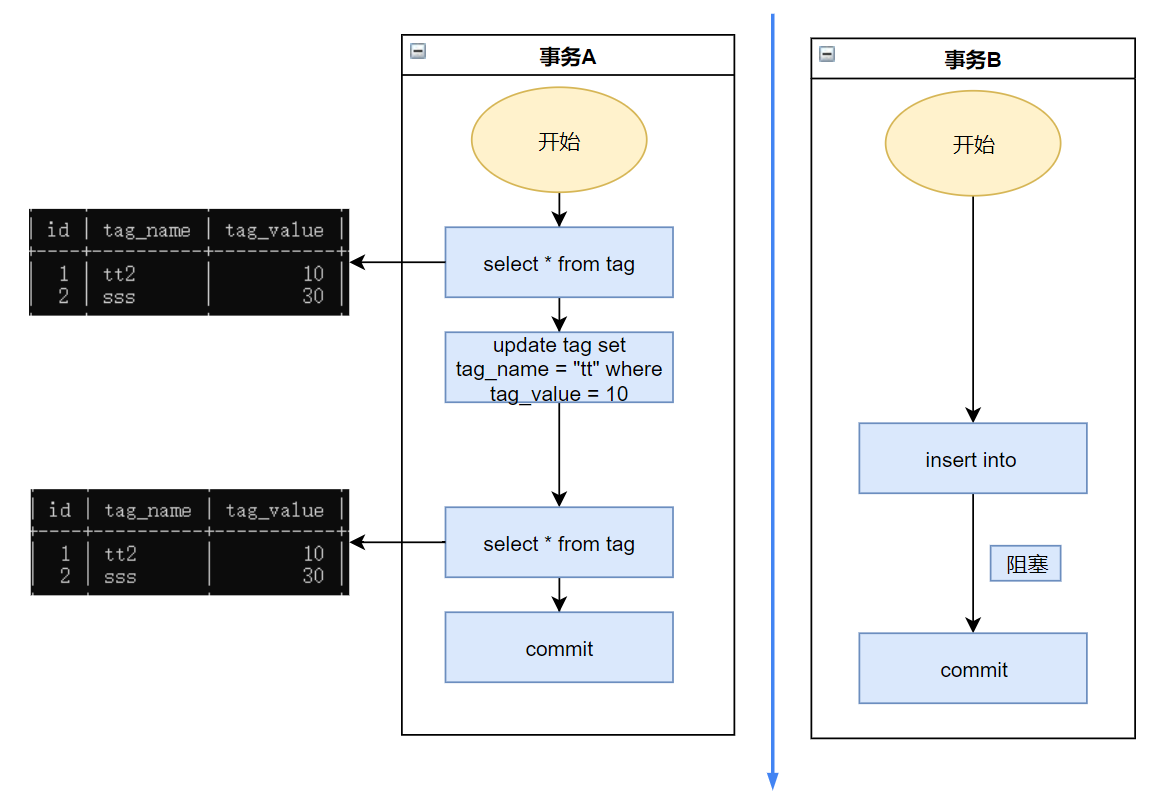 事务A
开始
select * from tag
id | tag_name | tag_value |
1 | tt2 | 10 |
2 | sss | 30 |
update tag set
tag_name = "tt" where
tag_value = 10
select * from tag
id | tag_name | tag_value |
1 | tt2 | 10 |
2 | sss | 30 |
commit
事务B
开始
insert into
阻塞
commit